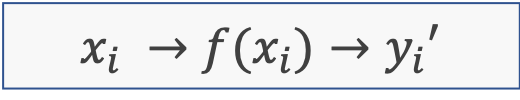 xᵢ → f(xᵢ) → yᵢ′